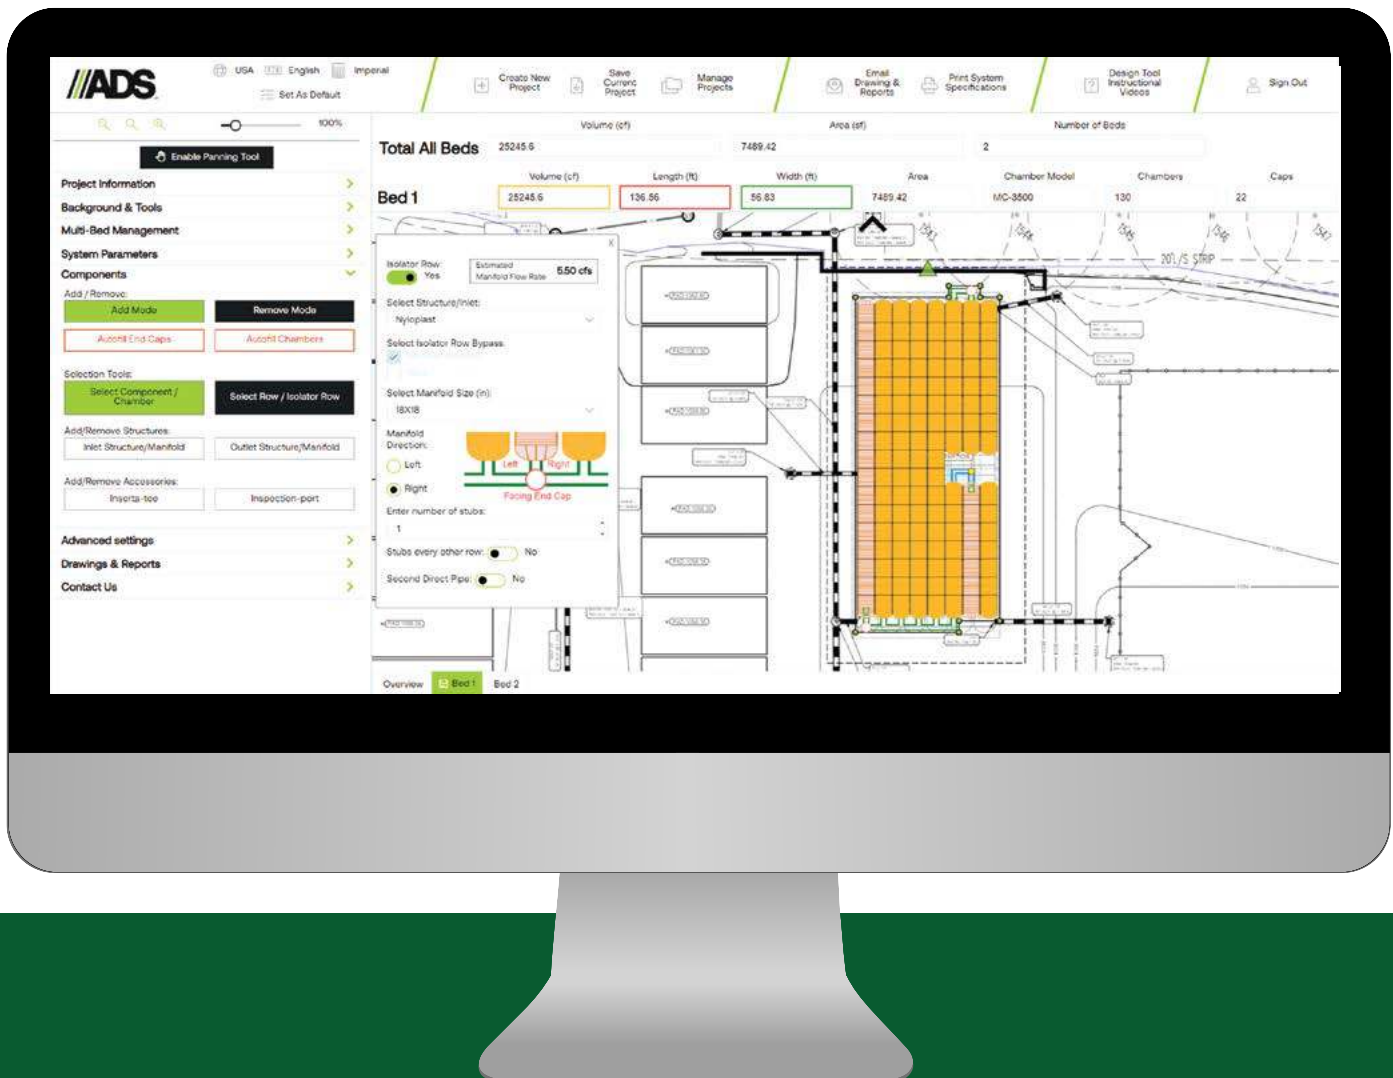 ADS
USA English Imperial
Set As Default
Create New
Project
Save
Current
Project
Manage
Projects
Email
Drawing &
Reports
Print System
Specifications
Design Tool
Instructional
Videos
Sign Out
100%
Enable Panning Tool
Project Information
Background & Tools
Multi-Bed Management
System Parameters
Components
Add / Remove:
Add Mode Remove Mode
Autofill End Caps Autofill Chambers
Selection Tools:
Select Component /
Chamber
Select Row / Isolator Row
Add/Remove Structures:
Inlet Structure/Manifold Outlet Structure/Manifold
Add/Remove Accessories:
Inserta-tee Inspection-port
Advanced settings
Drawings & Reports
Contact Us
Volume (cf) Area (sf) Number of Beds
Total All Beds 25245.6 7489.42 2
Volume (cf) Length (ft) Width (ft) Area Chamber Model Chambers Caps
Bed 1 25245.6 136.56 56.83 7489.42 MC-3500 130 22
x
Isolator Row:
Yes
Estimated
Manifold Flow Rate 5.50 cfs
Select Structure/Inlet:
Nyloplast
Select Isolator Row Bypass:
Select Manifold Size (in):
18X18
Manifold
Direction:
Left
Right
Left Right
Facing End Cap
Enter number of stubs:
1
Stubs every other row: No
Second Direct Pipe: No
1544
1545
1546
1547
20'L/S STRIP
Overview Bed 1 Bed 2